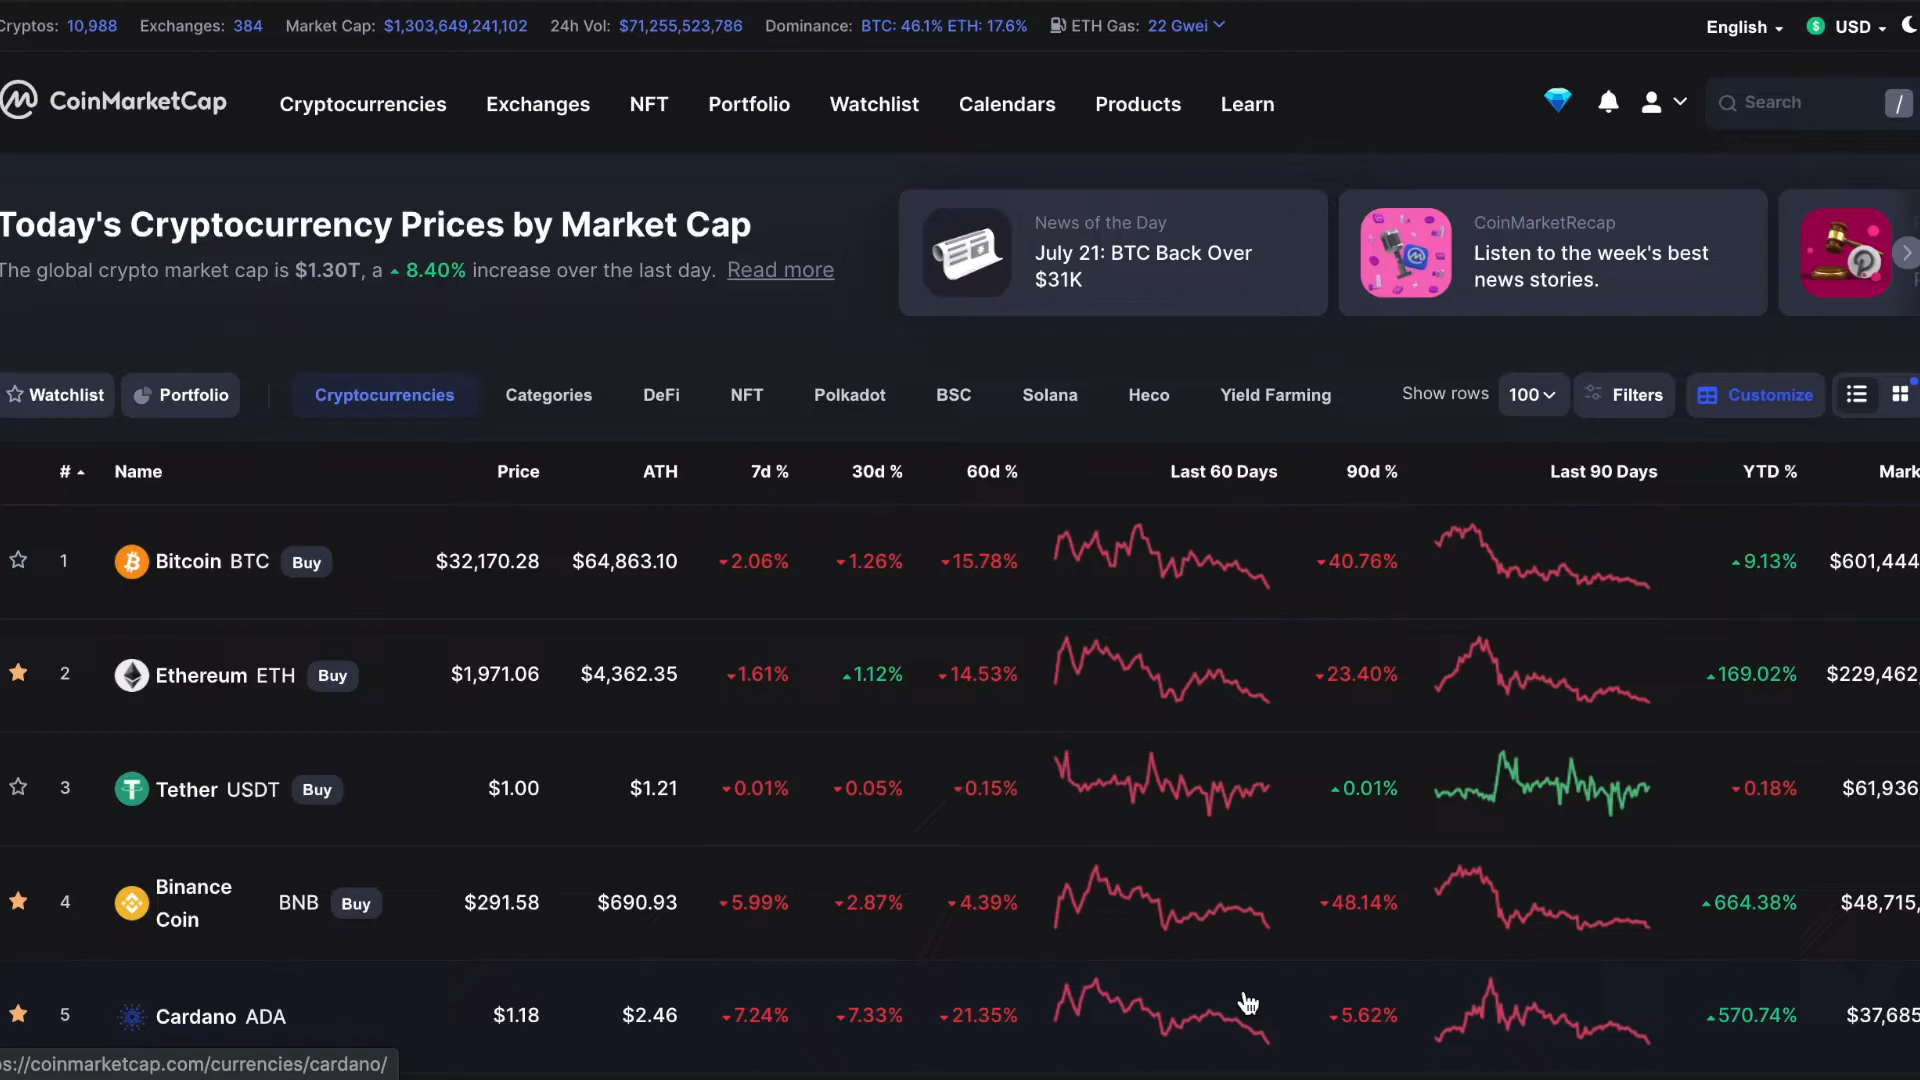 Cryptos: 10,988 Exchanges: 384 Market Cap: $1,303,649,241,102 24h Vol: $71,255,523,786 Dominance: BTC: 46.1% ETH: 17.6% ETH Gas: 22 Gwei English USD
CoinMarketCap Cryptocurrencies Exchanges NFT Portfolio Watchlist Calendars Products Learn Search /
Today's Cryptocurrency Prices by Market Cap
The global crypto market cap is $1.30T, a 8.40% increase over the last day. Read more
News of the Day
July 21: BTC Back Over
$31K
CoinMarketRecap
Listen to the week's best
news stories.
Watchlist Portfolio Cryptocurrencies Categories DeFi NFT Polkadot BSC Solana Heco Yield Farming Show rows 100 Filters Customize
# Name Price ATH 7d % 30d % 60d % Last 60 Days 90d % Last 90 Days YTD % Mark
1 Bitcoin BTC Buy $32,170.28 $64,863.10 2.06% 1.26% 15.78% 40.76% 9.13% $601,444
2 Ethereum ETH Buy $1,971.06 $4,362.35 1.61% 1.12% 14.53% 23.40% 169.02% $229,462,
3 Tether USDT Buy $1.00 $1.21 0.01% 0.05% 0.15% 0.01% 0.18% $61,936
4 Binance Coin BNB Buy $291.58 $690.93 5.99% 2.87% 4.39% 48.14% 664.38% $48,715,
5 Cardano ADA $1.18 $2.46 7.24% 7.33% 21.35% 5.62% 570.74% $37,685
ps://coinmarketcap.com/currencies/cardano/